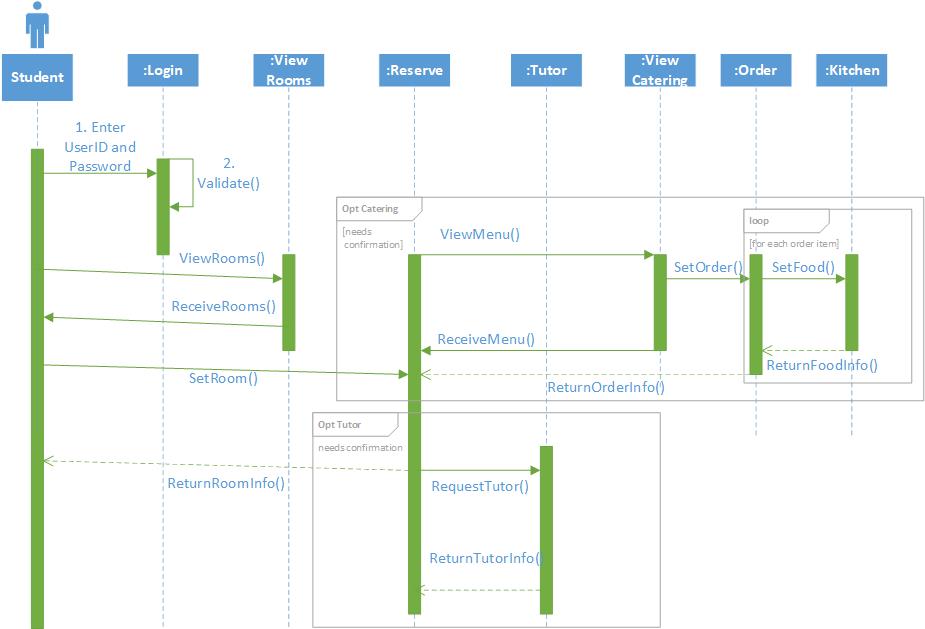 Student
:Login
:View
Rooms
:Reserve
:Tutor
:View
Catering
:Order
:Kitchen
1. Enter
UserID and
Password
2.
Validate()
Opt Catering
[needs
confirmation]
loop
[for each order item]
ViewMenu()
ViewRooms()
SetOrder()
SetFood()
ReceiveRooms()
ReceiveMenu()
ReturnFoodInfo()
SetRoom()
ReturnOrderInfo()
Opt Tutor
needs confirmation
ReturnRoomInfo()
RequestTutor()
ReturnTutorInfo()